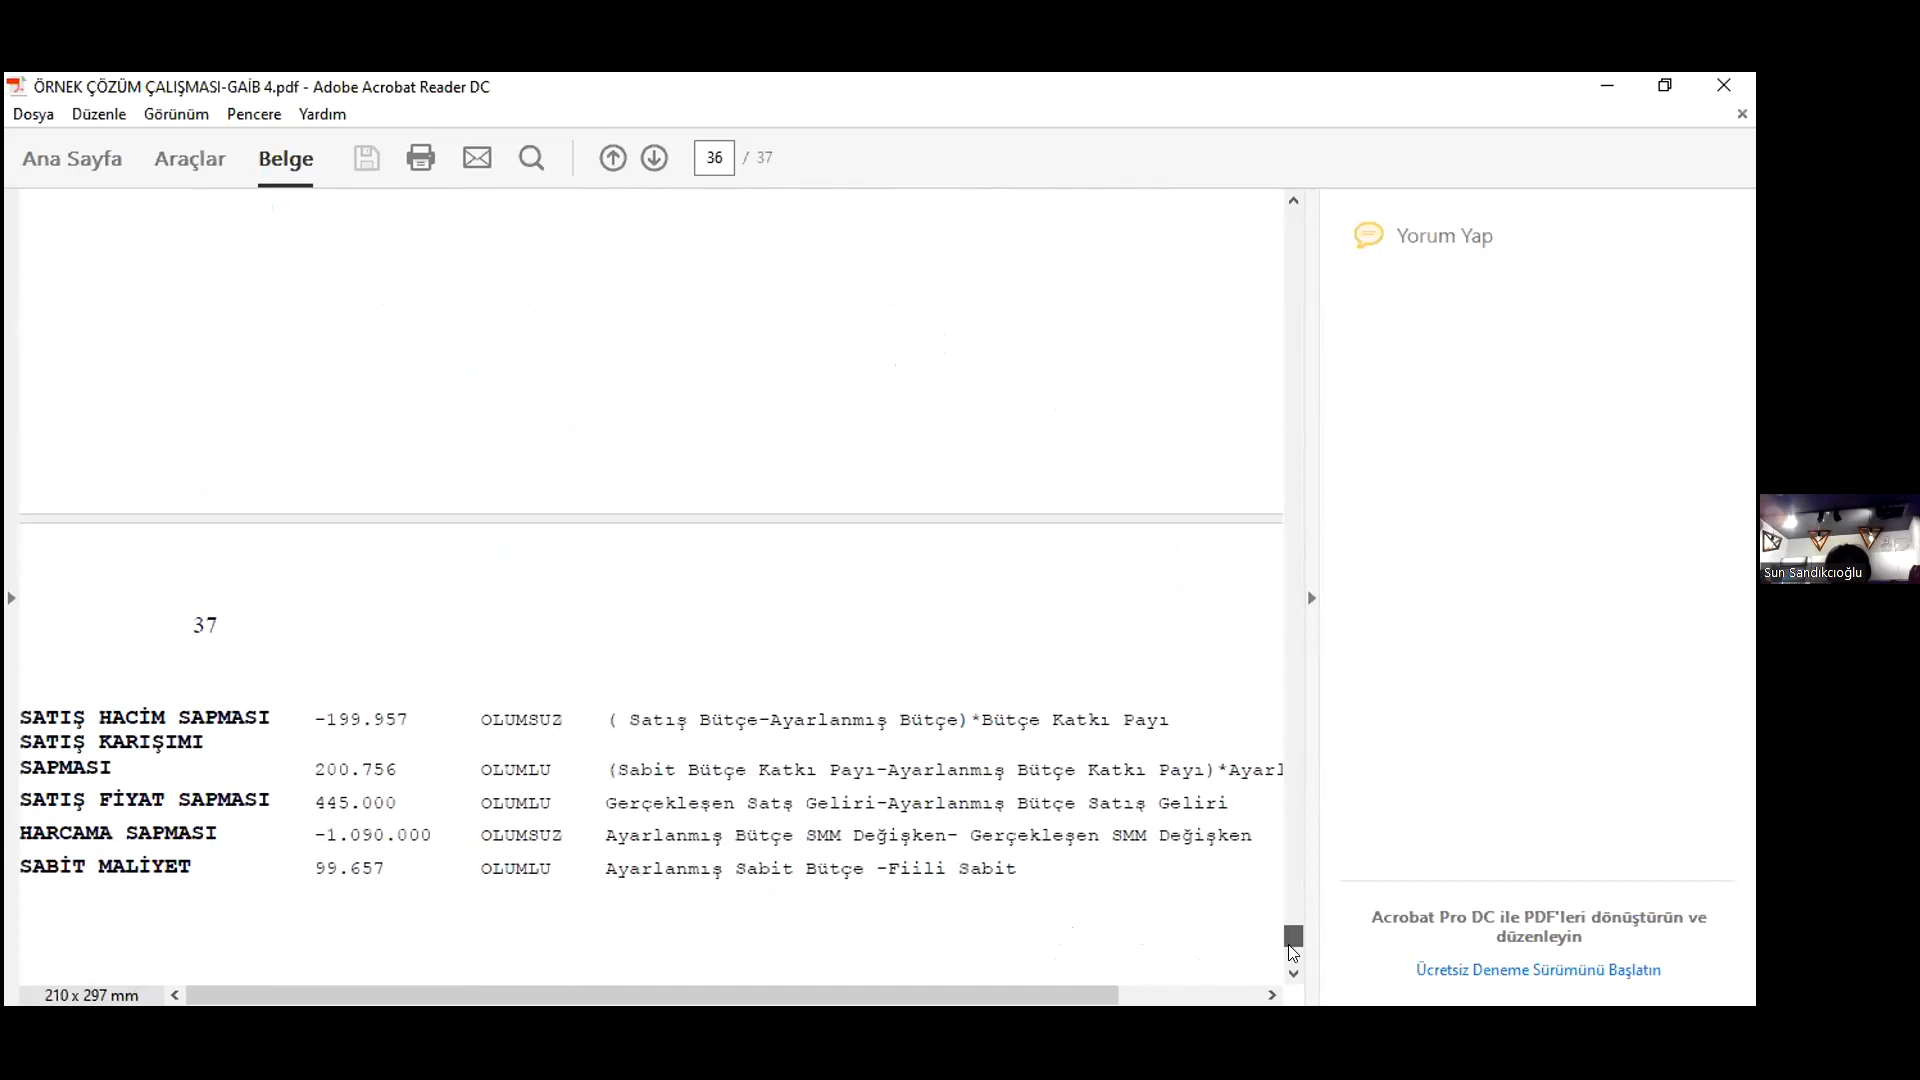 ÖRNEK ÇÖZÜM ÇALIŞMASI-GAİB 4.pdf - Adobe Acrobat Reader DC
Dosya Düzenle Görünüm Pencere Yardım
Ana Sayfa Araçlar Belge 36 / 37
Yorum Yap
37
SATIŞ HACİM SAPMASI -199.957 OLUMSUZ ( Satış Bütçe-Ayarlanmış Bütçe)*Bütçe Katkı Payı
SATIŞ KARIŞIMI
SAPMASI 200.756 OLUMLU (Sabit Bütçe Katkı Payı-Ayarlanmış Bütçe Katkı Payı)*Ayarl
SATIŞ FİYAT SAPMASI 445.000 OLUMLU Gerçekleşen Satş Geliri-Ayarlanmış Bütçe Satış Geliri
HARCAMA SAPMASI -1.090.000 OLUMSUZ Ayarlanmış Bütçe SMM Değişken- Gerçekleşen SMM Değişken
SABİT MALİYET 99.657 OLUMLU Ayarlanmış Sabit Bütçe -Fiili Sabit
Acrobat Pro DC ile PDF'leri dönüştürün ve
düzenleyin
Ücretsiz Deneme Sürümünü Başlatın
210 x 297 mm
Sun Sandıkcıoğlu